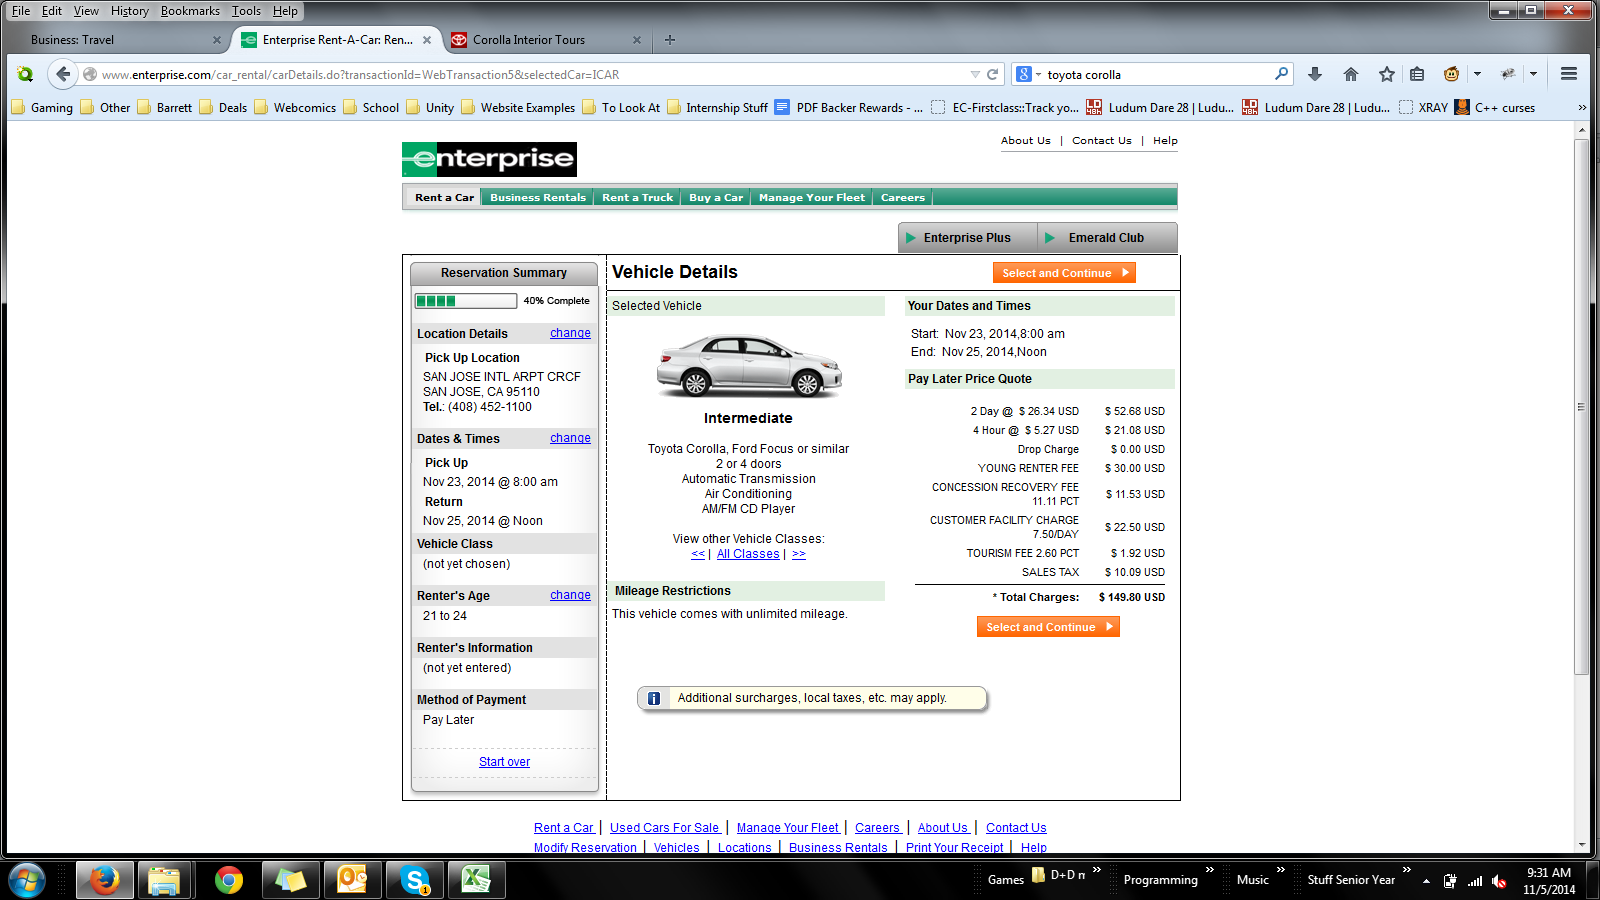 File Edit View History Bookmarks Tools Help
Business: Travel
Enterprise Rent-A-Car: Ren...
Corolla Interior Tours
www.enterprise.com/car_rental/carDetails.do?transactionId=WebTransaction5&selectedCar=ICAR
toyota corolla
Gaming Other Barrett Deals Webcomics School Unity Website Examples To Look At Internship Stuff PDF Backer Rewards - ... EC-Firstclass::Track yo... Ludum Dare 28 | Ludu... Ludum Dare 28 | Ludu... XRAY C++ curses
About Us | Contact Us | Help
enterprise
Rent a Car Business Rentals Rent a Truck Buy a Car Manage Your Fleet Careers
Enterprise Plus Emerald Club
Reservation Summary
40% Complete
Location Details change
Pick Up Location
SAN JOSE INTL ARPT CRCF
SAN JOSE, CA 95110
Tel.: (408) 452-1100
Dates & Times change
Pick Up
Nov 23, 2014 @ 8:00 am
Return
Nov 25, 2014 @ Noon
Vehicle Class
(not yet chosen)
Renter's Age change
21 to 24
Renter's Information
(not yet entered)
Method of Payment
Pay Later
Start over
Vehicle Details
Select and Continue
Selected Vehicle
Intermediate
Toyota Corolla, Ford Focus or similar
2 or 4 doors
Automatic Transmission
Air Conditioning
AM/FM CD Player
View other Vehicle Classes:
<< | All Classes | >>
Mileage Restrictions
This vehicle comes with unlimited mileage.
Your Dates and Times
Start: Nov 23, 2014,8:00 am
End: Nov 25, 2014,Noon
Pay Later Price Quote
2 Day @ $ 26.34 USD $ 52.68 USD
4 Hour @ $ 5.27 USD $ 21.08 USD
Drop Charge $ 0.00 USD
YOUNG RENTER FEE $ 30.00 USD
CONCESSION RECOVERY FEE
11.11 PCT $ 11.53 USD
CUSTOMER FACILITY CHARGE
7.50/DAY $ 22.50 USD
TOURISM FEE 2.60 PCT $ 1.92 USD
SALES TAX $ 10.09 USD
* Total Charges: $ 149.80 USD
Select and Continue
Additional surcharges, local taxes, etc. may apply.
Rent a Car | Used Cars For Sale | Manage Your Fleet | Careers | About Us | Contact Us
Modify Reservation | Vehicles | Locations | Business Rentals | Print Your Receipt | Help
Games D+D m Programming Music Stuff Senior Year
9:31 AM
11/5/2014